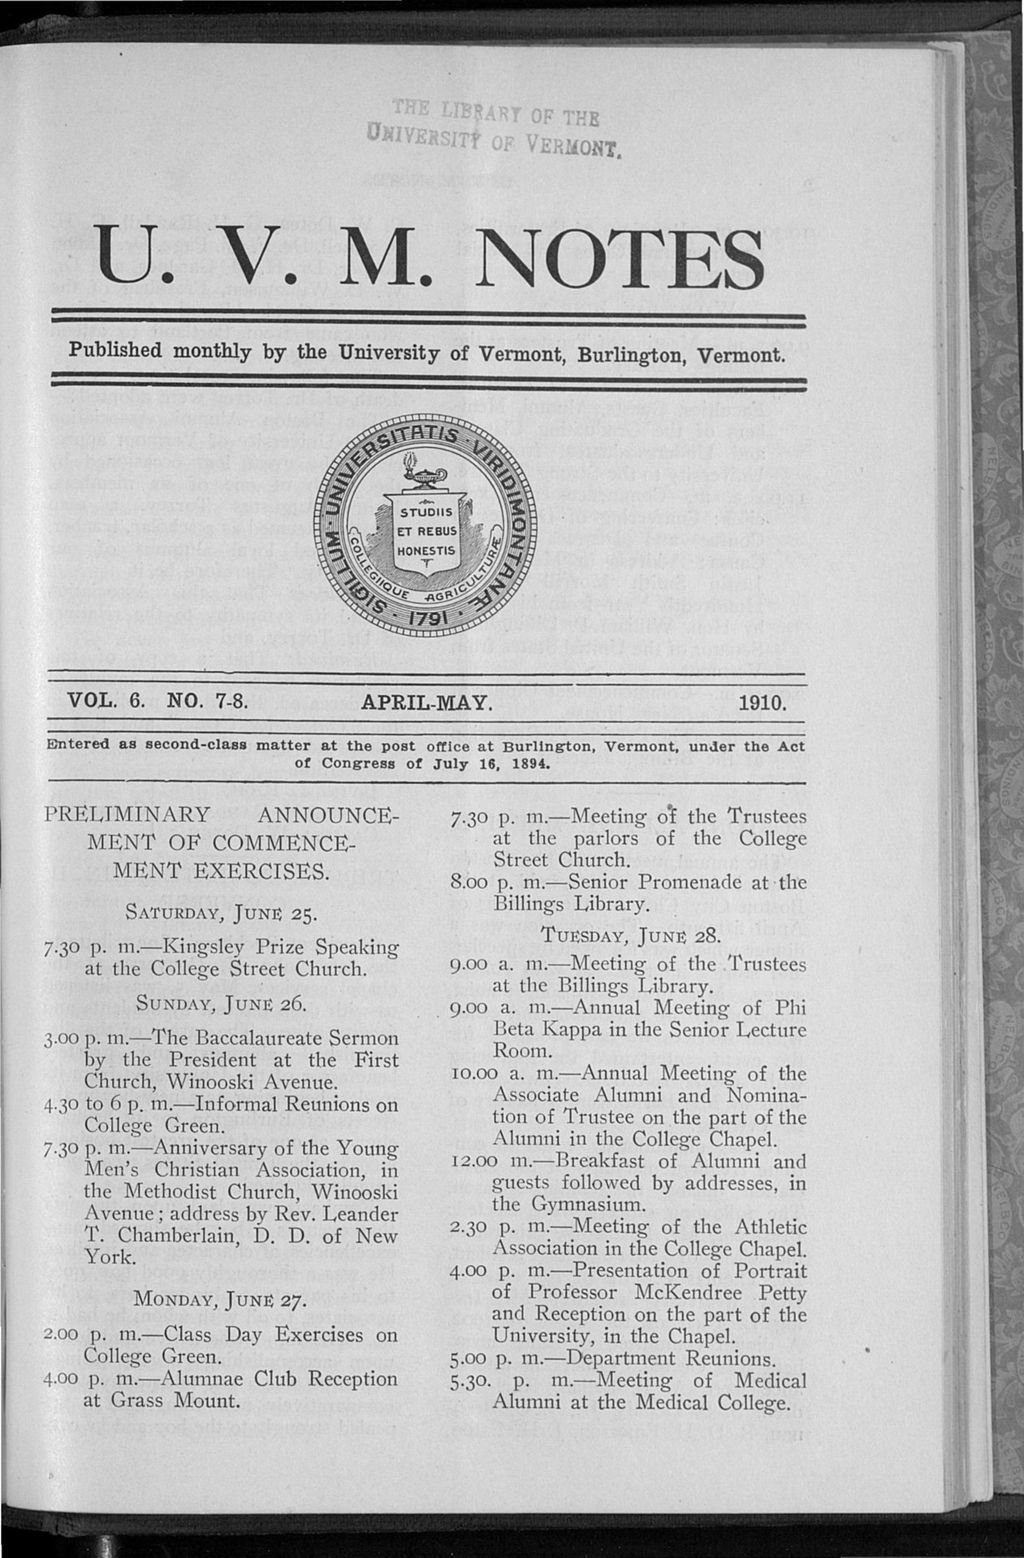 THE LIBRARY OF THE
UNIVERSITY OF VERMONT.
U. V. M. NOTES
Published monthly by the University of Vermont, Burlington, Vermont.
SIGILLUM · UNIVERSITATIS · VIRIDIMONTANÆ ·
COLLEGIIQUE AGRICULTURÆ
STUDIIS
ET REBUS
HONESTIS
1791
VOL. 6. NO. 7-8. APRIL-MAY. 1910.
Entered as second-class matter at the post office at Burlington, Vermont, under the Act
of Congress of July 16, 1894.
PRELIMINARY ANNOUNCE-
MENT OF COMMENCE-
MENT EXERCISES.
SATURDAY, JUNE 25.
7.30 p. m.—Kingsley Prize Speaking
at the College Street Church.
SUNDAY, JUNE 26.
3.00 p. m.—The Baccalaureate Sermon
by the President at the First
Church, Winooski Avenue.
4.30 to 6 p. m.—Informal Reunions on
College Green.
7.30 p. m.—Anniversary of the Young
Men's Christian Association, in
the Methodist Church, Winooski
Avenue; address by Rev. Leander
T. Chamberlain, D. D. of New
York.
MONDAY, JUNE 27.
2.00 p. m.—Class Day Exercises on
College Green.
4.00 p. m.—Alumnae Club Reception
at Grass Mount.
7.30 p. m.—Meeting of the Trustees
at the parlors of the College
Street Church.
8.00 p. m.—Senior Promenade at the
Billings Library.
TUESDAY, JUNE 28.
9.00 a. m.—Meeting of the Trustees
at the Billings Library.
9.00 a. m.—Annual Meeting of Phi
Beta Kappa in the Senior Lecture
Room.
10.00 a. m.—Annual Meeting of the
Associate Alumni and Nomina-
tion of Trustee on the part of the
Alumni in the College Chapel.
12.00 m.—Breakfast of Alumni and
guests followed by addresses, in
the Gymnasium.
2.30 p. m.—Meeting of the Athletic
Association in the College Chapel.
4.00 p. m.—Presentation of Portrait
of Professor McKendree Petty
and Reception on the part of the
University, in the Chapel.
5.00 p. m.—Department Reunions.
5.30. p. m.—Meeting of Medical
Alumni at the Medical College.